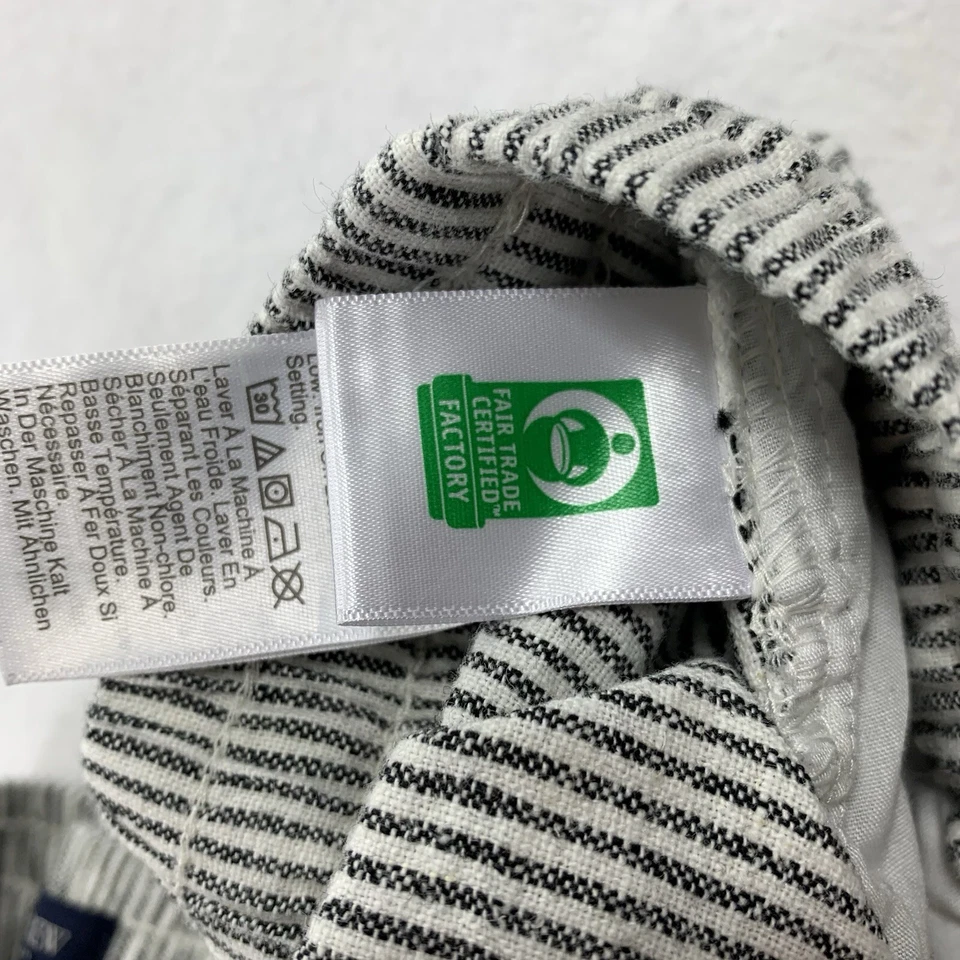 Setting.
30
Laver À La Machine À
L'eau Froide. Laver En
Séparant Les Couleurs.
Seulement Agent De
Blanchiment Non-chlore.
Sécher À La Machine À
Basse Température.
Repasser À Fer Doux Si
Nécessaire.
In Der Maschine Kalt
Waschen. Mit Ähnlichen
FAIR TRADE
CERTIFIED™
FACTORY